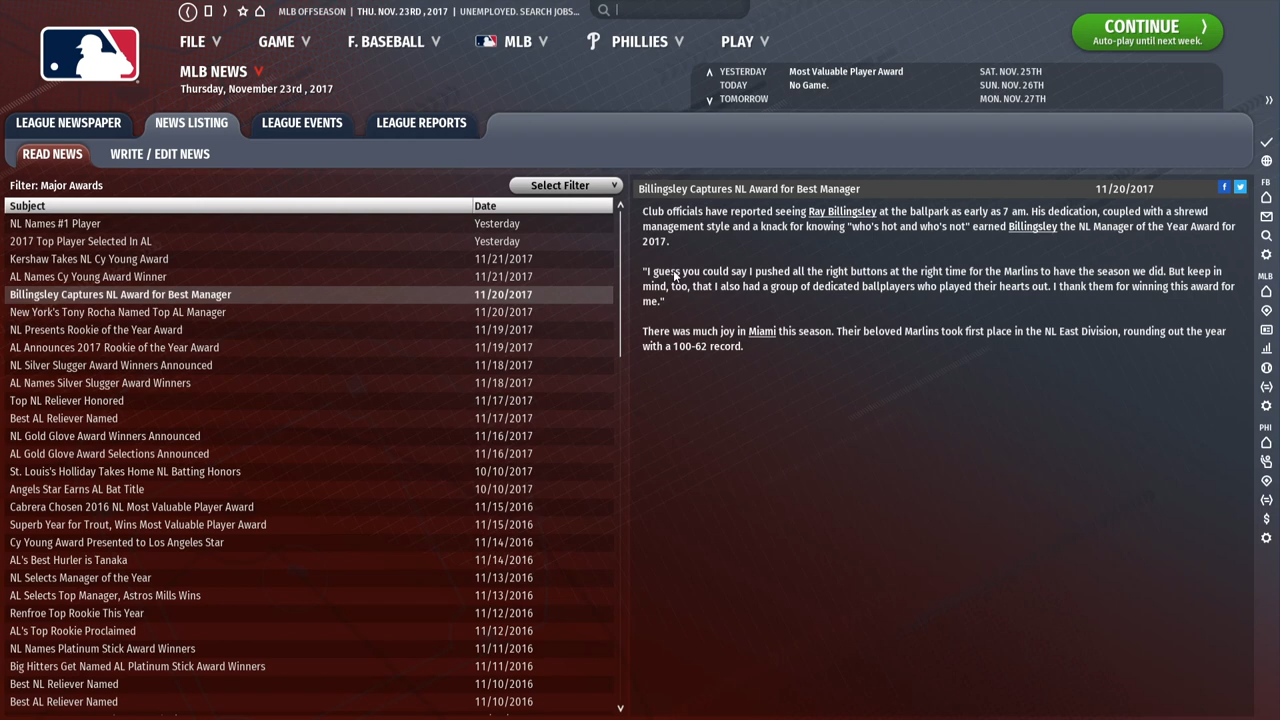 MLB OFFSEASON | THU. NOV. 23RD , 2017 | UNEMPLOYED. SEARCH JOBS...
FILE GAME F. BASEBALL MLB PHILLIES PLAY
CONTINUE
Auto-play until next week.
MLB NEWS
Thursday, November 23rd , 2017
YESTERDAY Most Valuable Player Award SAT. NOV. 25TH
TODAY No Game. SUN. NOV. 26TH
TOMORROW MON. NOV. 27TH
LEAGUE NEWSPAPER NEWS LISTING LEAGUE EVENTS LEAGUE REPORTS
READ NEWS WRITE / EDIT NEWS
Filter: Major Awards Select Filter
Subject Date
NL Names #1 Player Yesterday
2017 Top Player Selected In AL Yesterday
Kershaw Takes NL Cy Young Award 11/21/2017
AL Names Cy Young Award Winner 11/21/2017
Billingsley Captures NL Award for Best Manager 11/20/2017
New York's Tony Rocha Named Top AL Manager 11/20/2017
NL Presents Rookie of the Year Award 11/19/2017
AL Announces 2017 Rookie of the Year Award 11/19/2017
NL Silver Slugger Award Winners Announced 11/18/2017
AL Names Silver Slugger Award Winners 11/18/2017
Top NL Reliever Honored 11/17/2017
Best AL Reliever Named 11/17/2017
NL Gold Glove Award Winners Announced 11/16/2017
AL Gold Glove Award Selections Announced 11/16/2017
St. Louis's Holliday Takes Home NL Batting Honors 10/10/2017
Angels Star Earns AL Bat Title 10/10/2017
Cabrera Chosen 2016 NL Most Valuable Player Award 11/15/2016
Superb Year for Trout, Wins Most Valuable Player Award 11/15/2016
Cy Young Award Presented to Los Angeles Star 11/14/2016
AL's Best Hurler is Tanaka 11/14/2016
NL Selects Manager of the Year 11/13/2016
AL Selects Top Manager, Astros Mills Wins 11/13/2016
Renfroe Top Rookie This Year 11/12/2016
AL's Top Rookie Proclaimed 11/12/2016
NL Names Platinum Stick Award Winners 11/11/2016
Big Hitters Get Named AL Platinum Stick Award Winners 11/11/2016
Best NL Reliever Named 11/10/2016
Best AL Reliever Named 11/10/2016
Billingsley Captures NL Award for Best Manager 11/20/2017
Club officials have reported seeing Ray Billingsley at the ballpark as early as 7 am. His dedication, coupled with a shrewd
management style and a knack for knowing "who's hot and who's not" earned Billingsley the NL Manager of the Year Award for
2017.
"I guess you could say I pushed all the right buttons at the right time for the Marlins to have the season we did. But keep in
mind, too, that I also had a group of dedicated ballplayers who played their hearts out. I thank them for winning this award for
me."
There was much joy in Miami this season. Their beloved Marlins took first place in the NL East Division, rounding out the year
with a 100-62 record.
FB
MLB
PHI